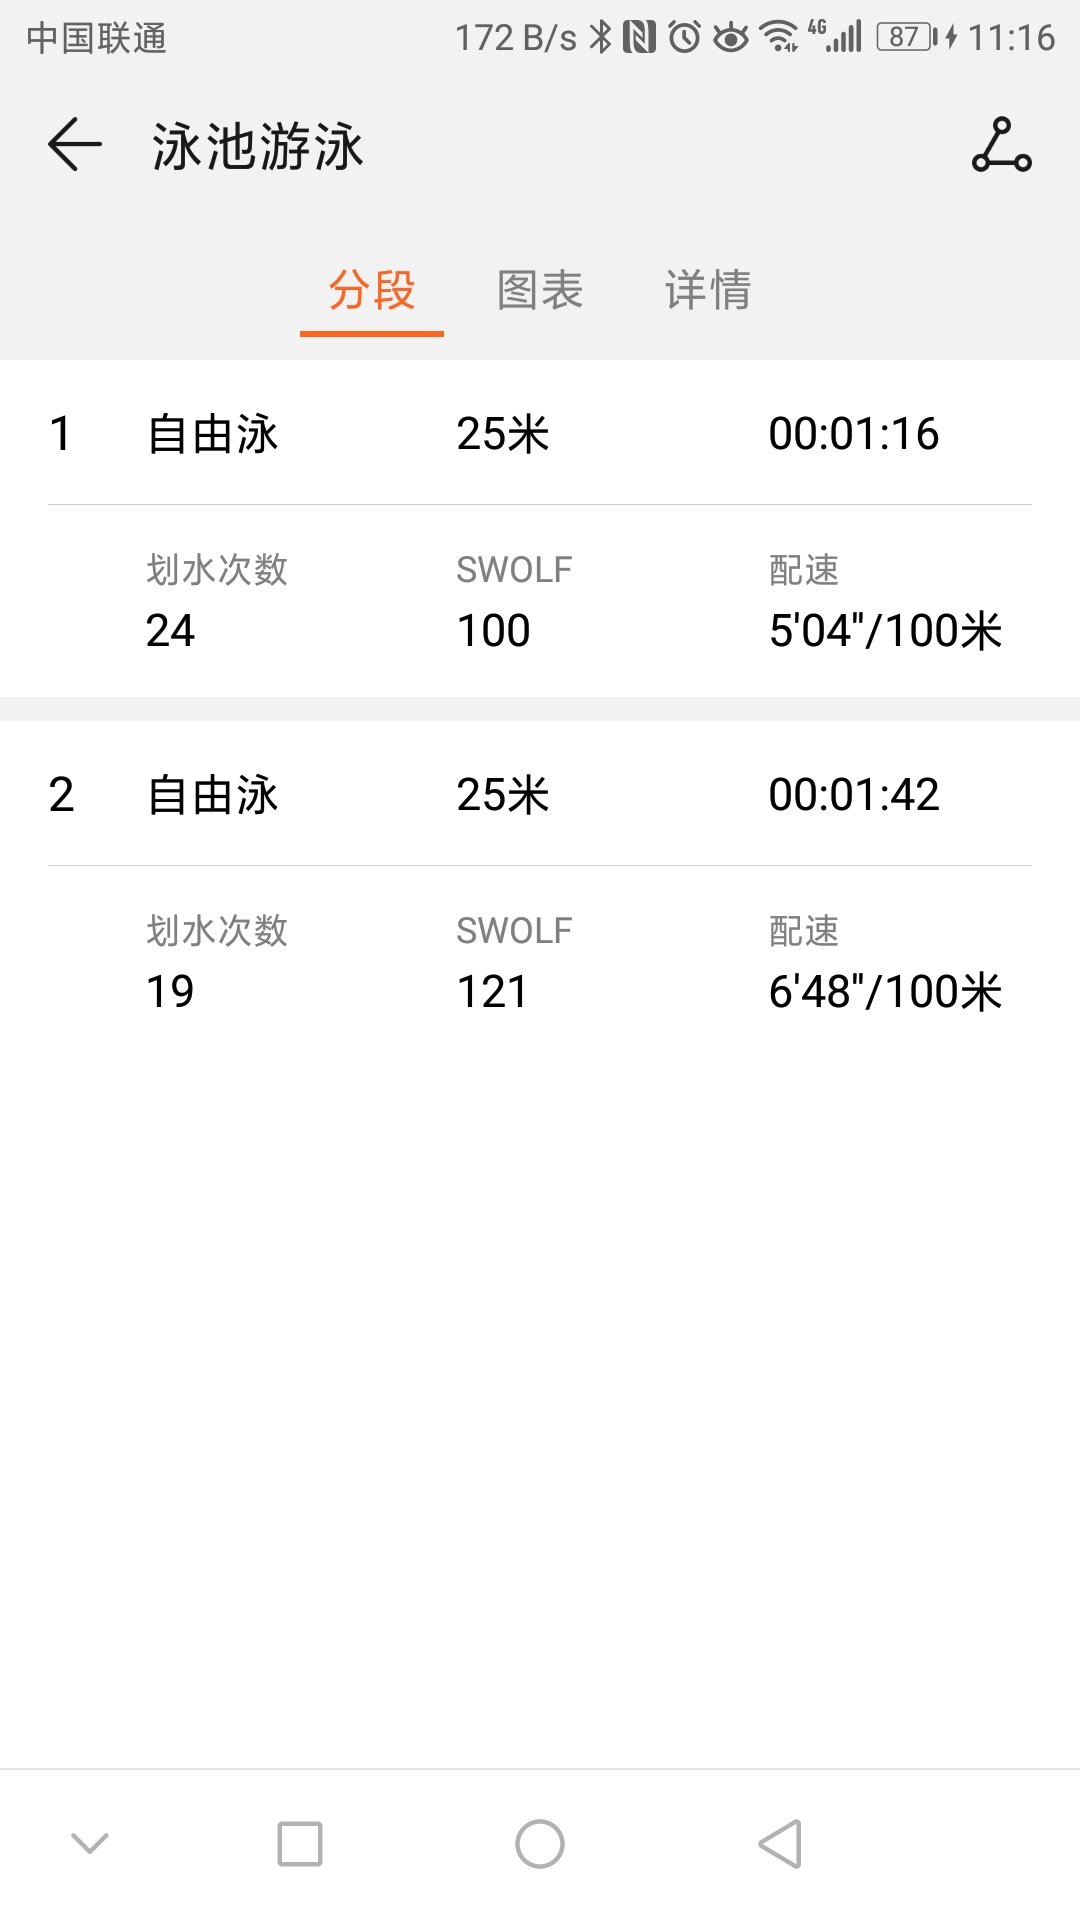 中国联通 172 B/s 4G 87 11:16
泳池游泳
分段 图表 详情
1 自由泳 25米 00:01:16
划水次数 SWOLF 配速
24 100 5'04"/100米
2 自由泳 25米 00:01:42
划水次数 SWOLF 配速
19 121 6'48"/100米